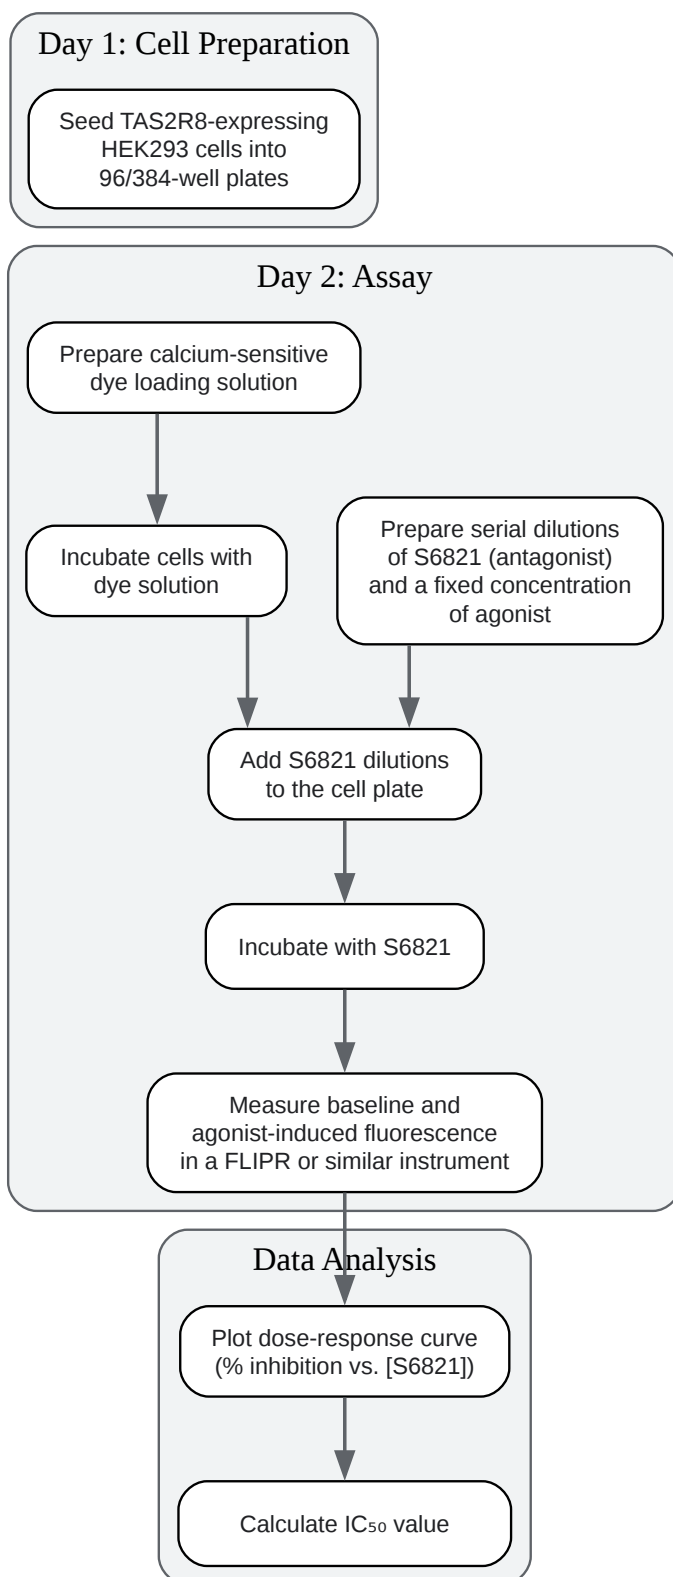 Day 1: Cell Preparation
Seed TAS2R8-expressing
HEK293 cells into
96/384-well plates
Day 2: Assay
Prepare calcium-sensitive
dye loading solution
Incubate cells with
dye solution
Prepare serial dilutions
of S6821 (antagonist)
and a fixed concentration
of agonist
Add S6821 dilutions
to the cell plate
Incubate with S6821
Measure baseline and
agonist-induced fluorescence
in a FLIPR or similar instrument
Data Analysis
Plot dose-response curve
(% inhibition vs. [S6821])
Calculate IC₅₀ value